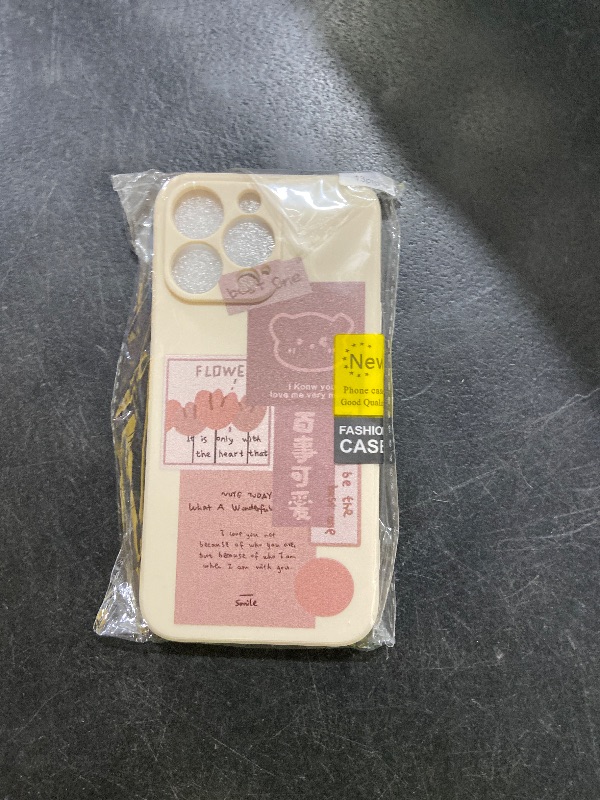 best one
I Know you
love me very m
New
Phone cas
Good Quali
FASHIO
CASE
FLOWE
It is only with
the heart that
百事可爱
be the
NOTE TODAY
What A Wonderful
I love you not
because of who you are,
but because of who I am
when I am with you.
Smile